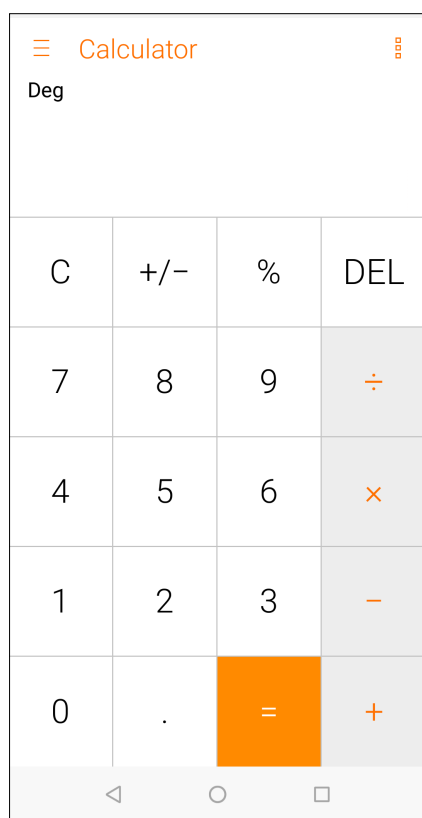 Calculator
Deg
C +/− % DEL
7 8 9 ÷
4 5 6 ×
1 2 3 −
0 . = +